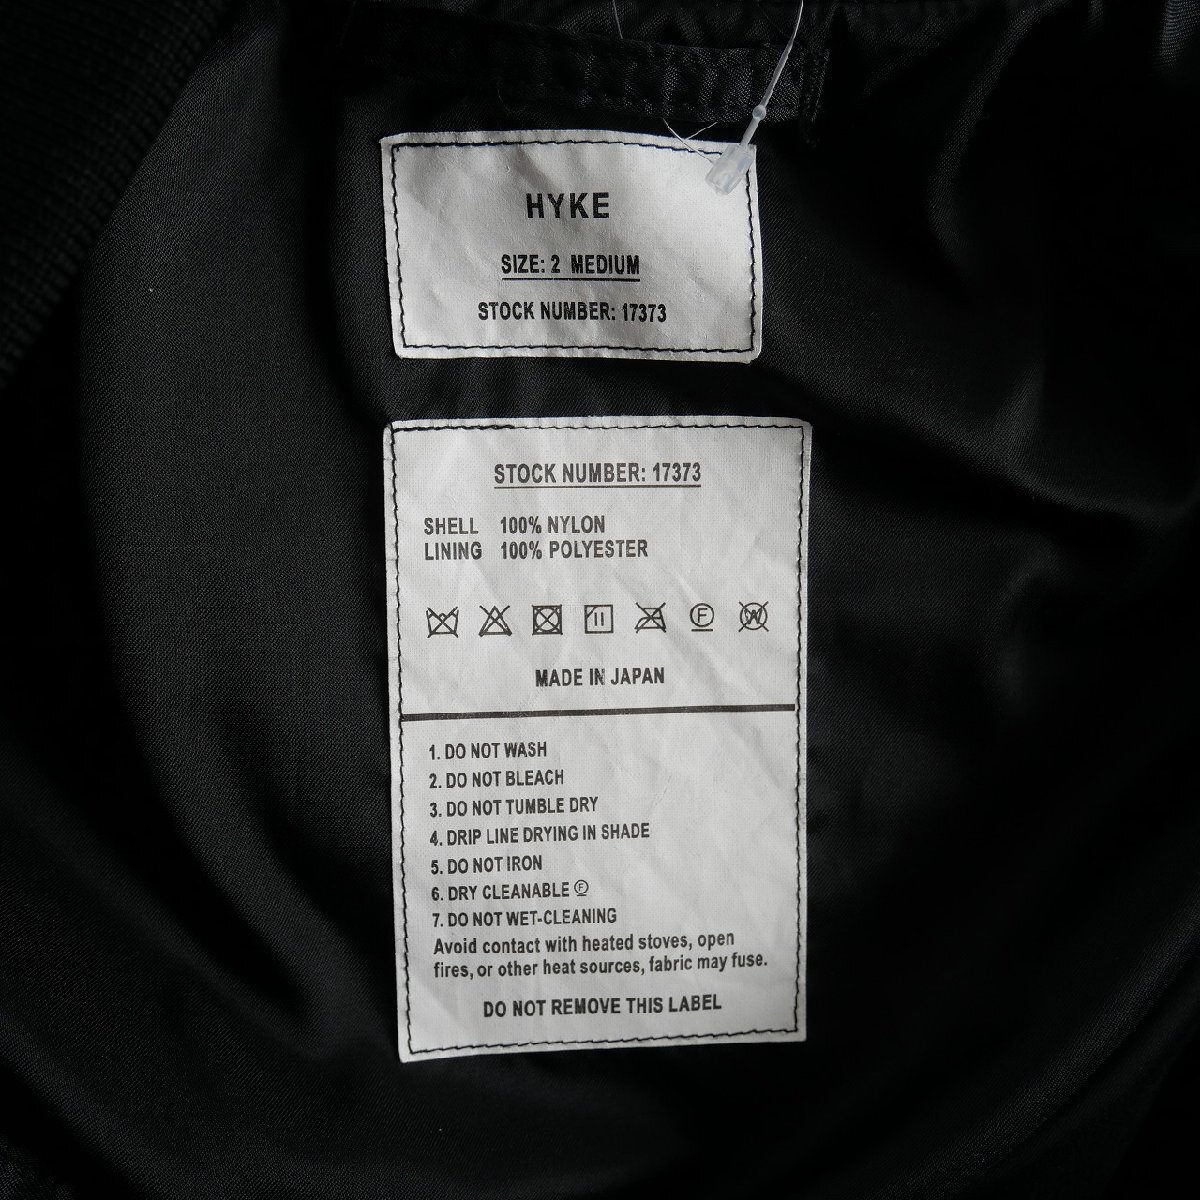 HYKE
SIZE: 2 MEDIUM
STOCK NUMBER: 17373
STOCK NUMBER: 17373
SHELL 100% NYLON
LINING 100% POLYESTER
F W
MADE IN JAPAN
1. DO NOT WASH
2. DO NOT BLEACH
3. DO NOT TUMBLE DRY
4. DRIP LINE DRYING IN SHADE
5. DO NOT IRON
6. DRY CLEANABLE Ⓕ
7. DO NOT WET-CLEANING
Avoid contact with heated stoves, open
fires, or other heat sources, fabric may fuse.
DO NOT REMOVE THIS LABEL